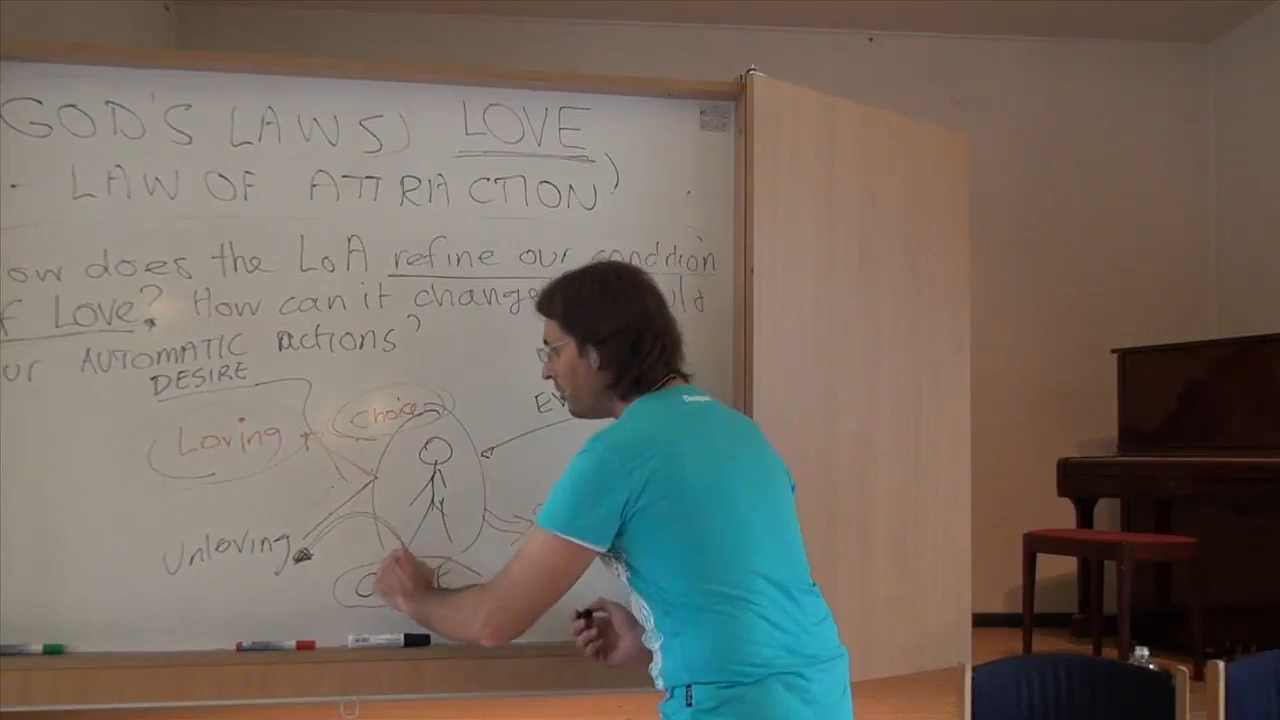 GOD'S LAWS) LOVE
- LAW OF ATTRACTION)
ow does the LoA refine our condition
f Love? How can it change
ur AUTOMATIC actions?
DESIRE
Loving
Choice
Unloving